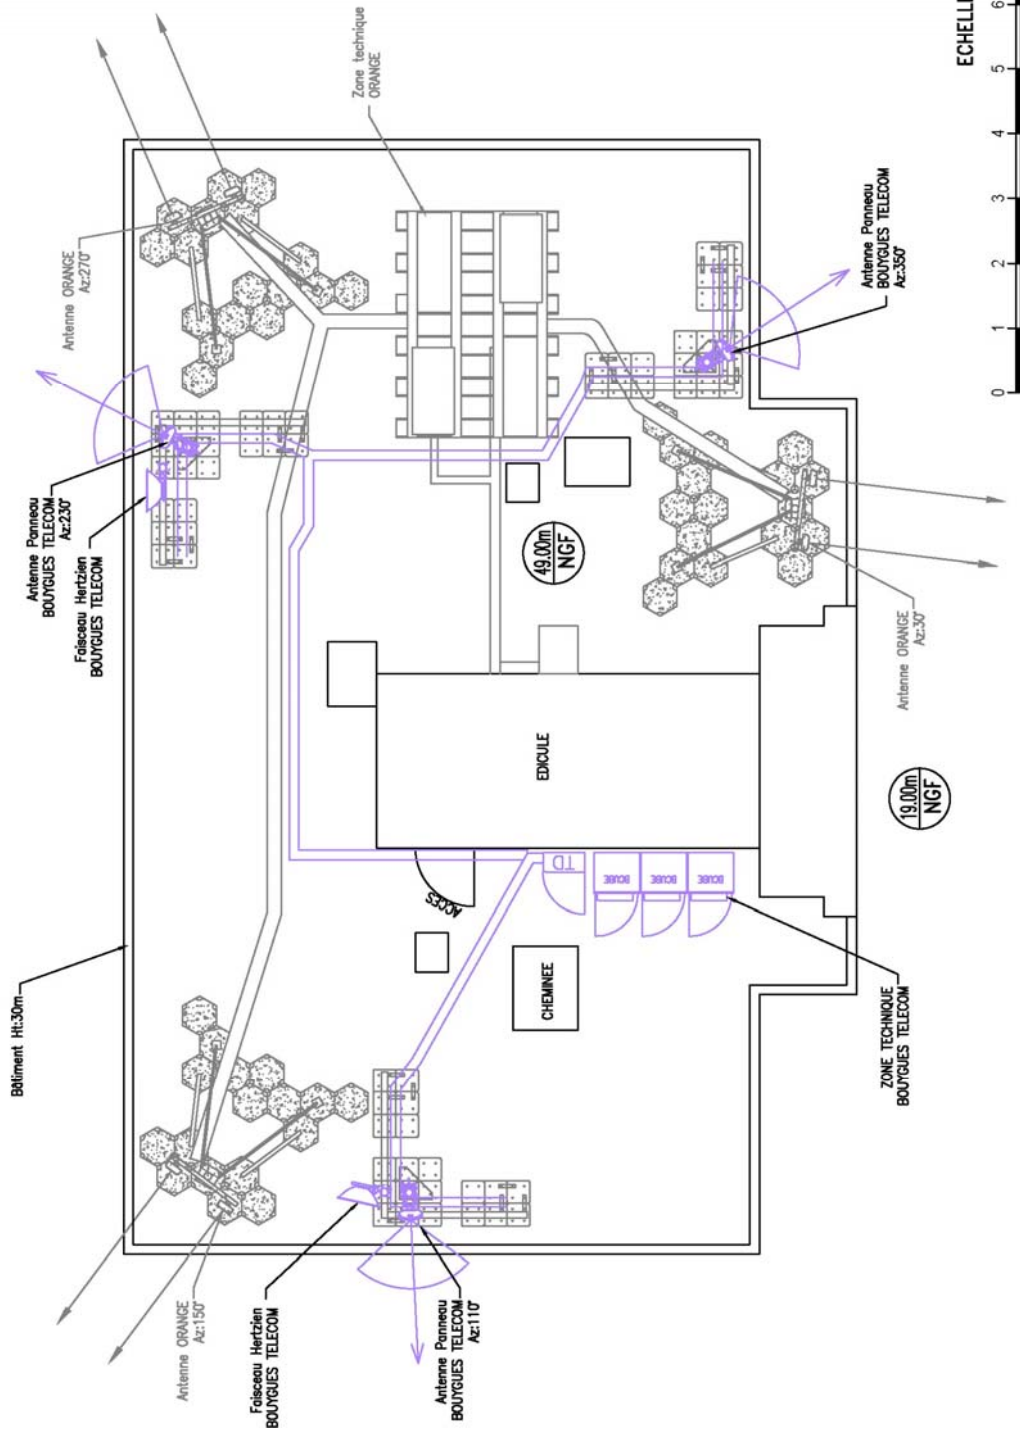 Bâtiment Ht:30m
Antenne ORANGE
Az:150°
Faisceau Hertzien
BOUYGUES TELECOM
Antenne Panneau
BOUYGUES TELECOM
Az:110°
Antenne Panneau
BOUYGUES TELECOM
Az:230°
Faisceau Hertzien
BOUYGUES TELECOM
Antenne ORANGE
Az:270°
Zone technique
ORANGE
ACCES
CHEMINEE
EDICULE
TD
BCUBE
BCUBE
BCUBE
49.00m
NGF
ZONE TECHNIQUE
BOUYGUES TELECOM
19.00m
NGF
Antenne ORANGE
Az:30°
Antenne Panneau
BOUYGUES TELECOM
Az:350°
0 1 2 3 4 5 6